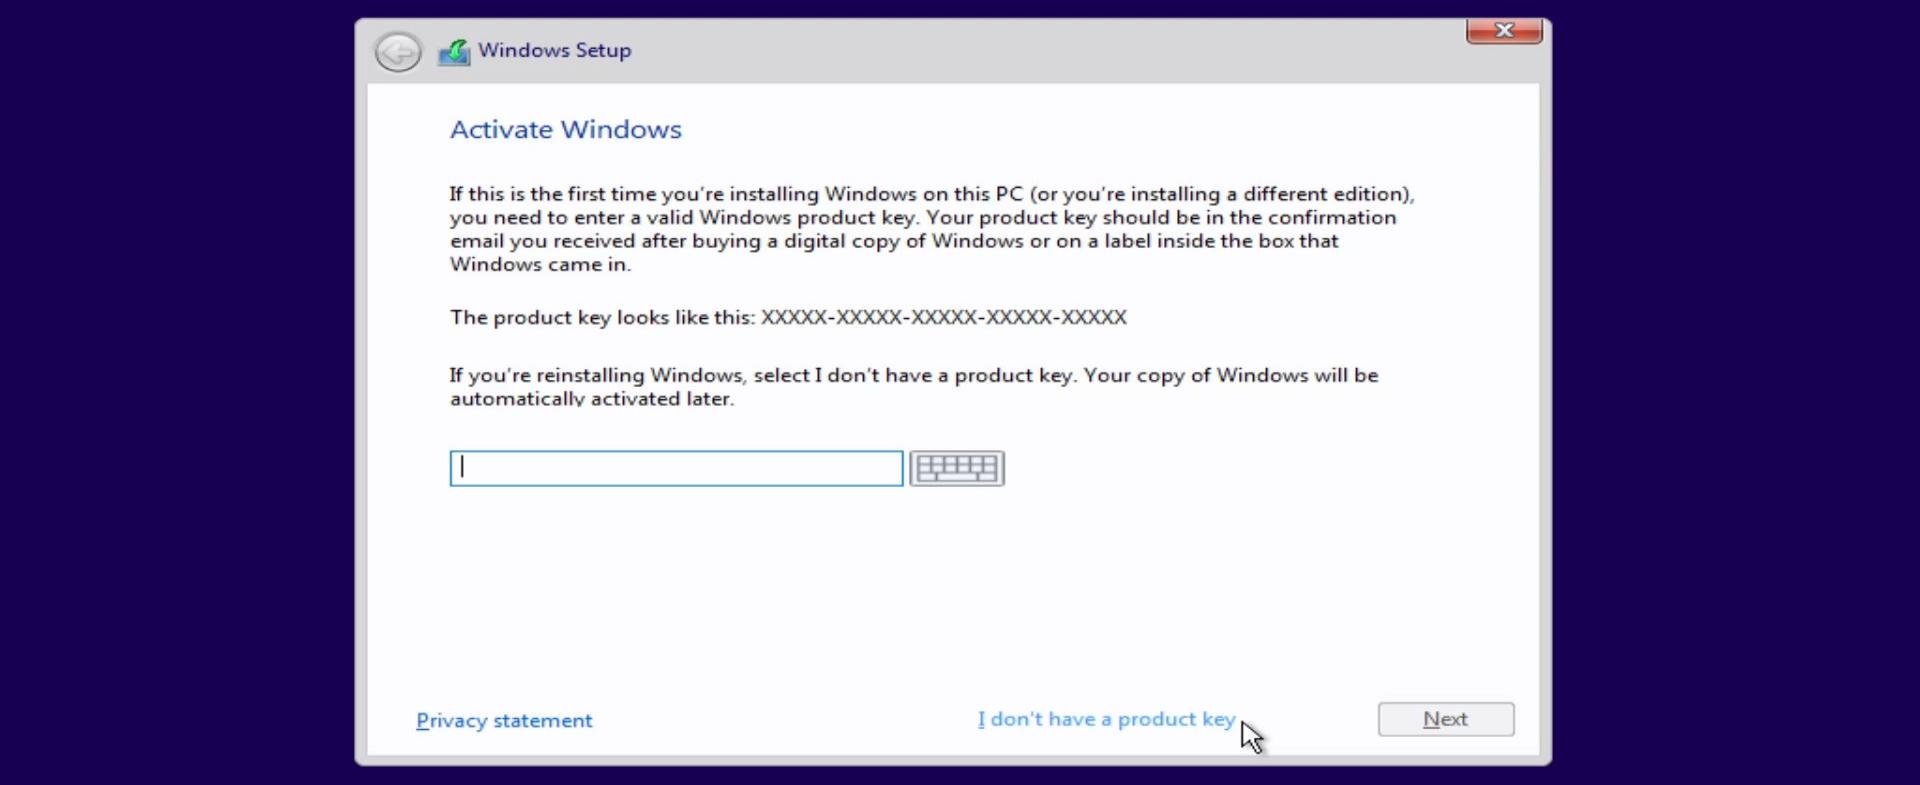 Windows Setup
Activate Windows
If this is the first time you're installing Windows on this PC (or you're installing a different edition),
you need to enter a valid Windows product key. Your product key should be in the confirmation
email you received after buying a digital copy of Windows or on a label inside the box that
Windows came in.
The product key looks like this: XXXXX-XXXXX-XXXXX-XXXXX-XXXXX
If you're reinstalling Windows, select I don't have a product key. Your copy of Windows will be
automatically activated later.
Privacy statement
I don't have a product key
Next